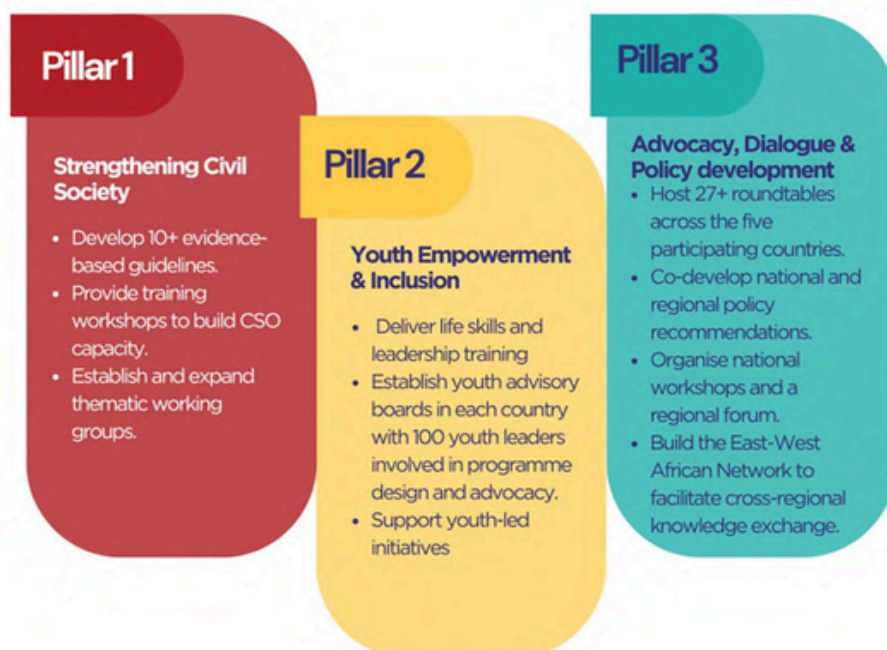 Pillar 1
Strengthening Civil
Society
• Develop 10+ evidence-
based guidelines.
• Provide training
workshops to build CSO
capacity.
• Establish and expand
thematic working
groups.
Pillar 2
Youth Empowerment
& Inclusion
• Deliver life skills and
leadership training
• Establish youth advisory
boards in each country
with 100 youth leaders
involved in programme
design and advocacy.
• Support youth-led
initiatives
Pillar 3
Advocacy, Dialogue &
Policy development
• Host 27+ roundtables
across the five
participating countries.
• Co-develop national and
regional policy
recommendations.
• Organise national
workshops and a
regional forum.
• Build the East-West
African Network to
facilitate cross-regional
knowledge exchange.